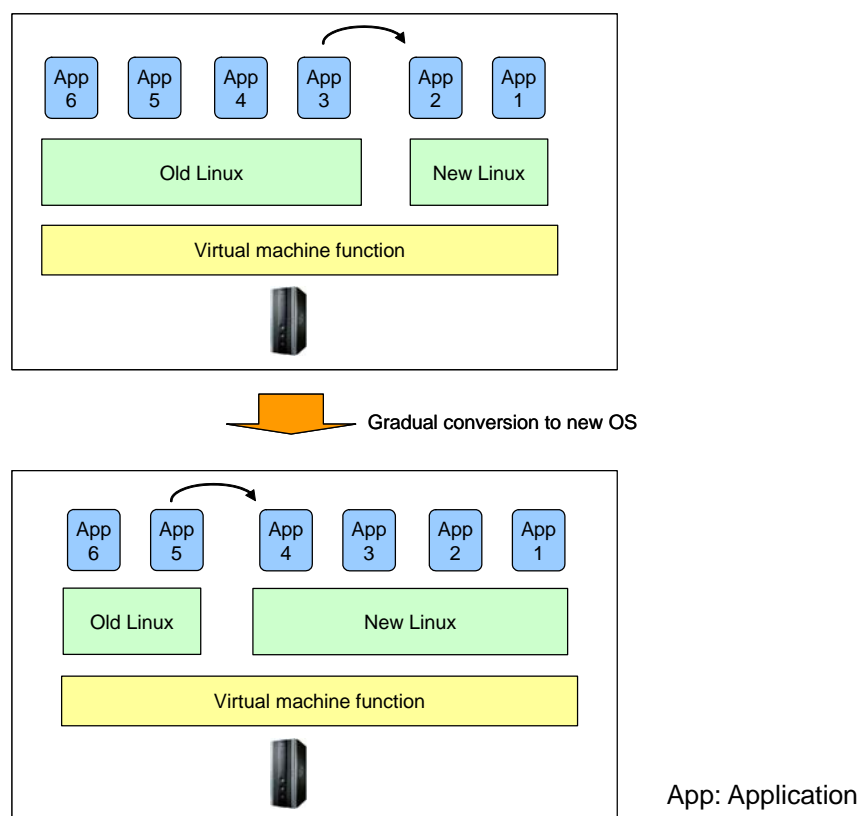 App
6
App
5
App
4
App
3
App
2
App
1
Old Linux
New Linux
Virtual machine function
Gradual conversion to new OS
App
6
App
5
App
4
App
3
App
2
App
1
Old Linux
New Linux
Virtual machine function
App: Application